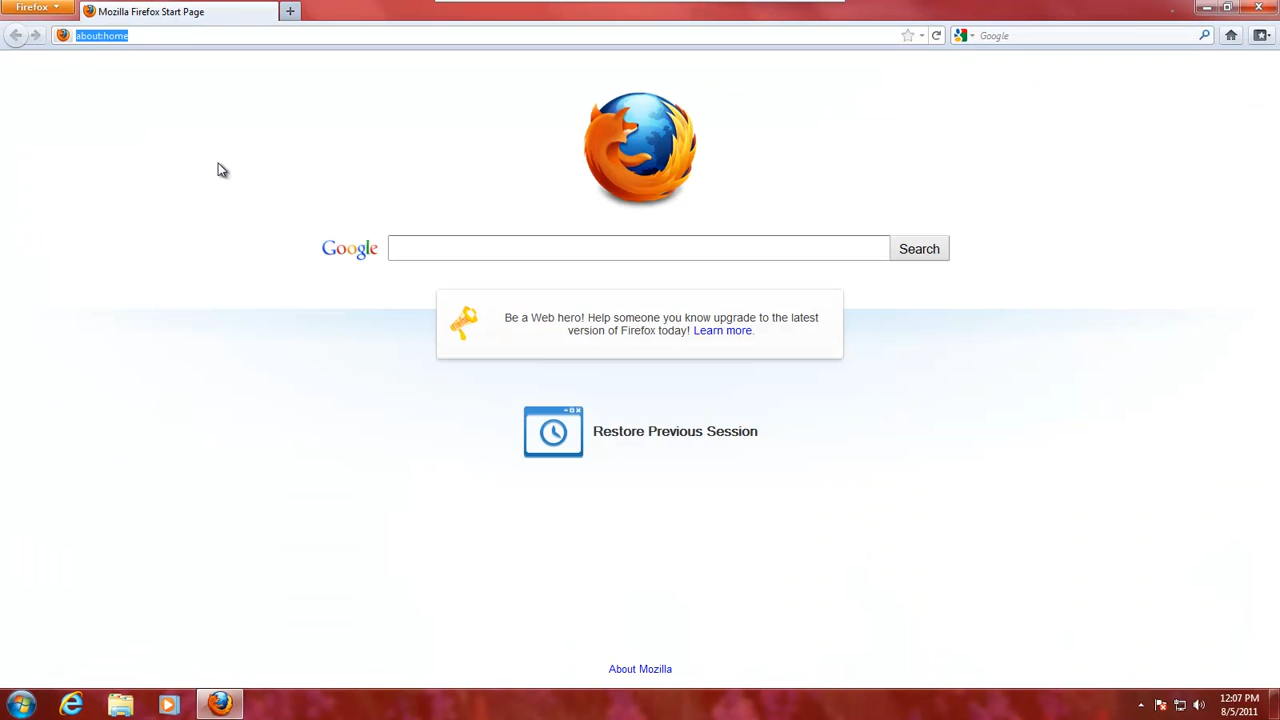 Firefox
Mozilla Firefox Start Page
about:home
Google
Google
Search
Be a Web hero! Help someone you know upgrade to the latest
version of Firefox today! Learn more.
Restore Previous Session
About Mozilla
12:07 PM
8/5/2011